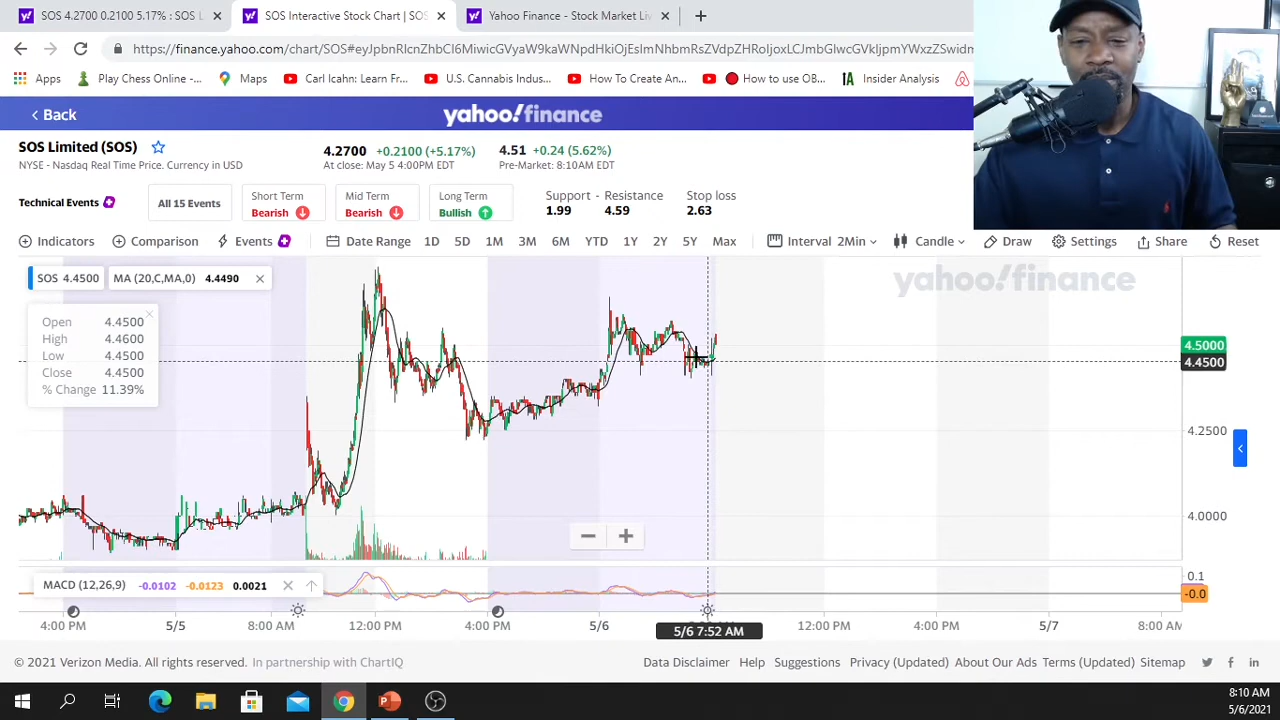 SOS 4.2700 0.2100 5.17% : SOS L
SOS Interactive Stock Chart | SOS
Yahoo Finance - Stock Market Liv
https://finance.yahoo.com/chart/SOS
Apps
Play Chess Online -...
Maps
Carl Icahn: Learn Fr...
U.S. Cannabis Indus...
How To Create An...
How to use OB...
IA Insider Analysis
Back
yahoo!finance
SOS Limited (SOS)
NYSE - Nasdaq Real Time Price. Currency in USD
4.2700 +0.2100 (+5.17%)
At close: May 5 4:00PM EDT
4.51 +0.24 (5.62%)
Pre-Market: 8:10AM EDT
Technical Events
All 15 Events
Short Term
Bearish
Mid Term
Bearish
Long Term
Bullish
Support - Resistance
1.99 4.59
Stop loss
2.63
Indicators Comparison Events Date Range 1D 5D 1M 3M 6M YTD 1Y 2Y 5Y Max Interval 2Min Candle Draw Settings Share Reset
SOS 4.4500 MA (20,C,MA,0) 4.4490
yahoo!finance
Open 4.4500
High 4.4600
Low 4.4500
Close 4.4500
% Change 11.39%
4.5000
4.4500
4.2500
4.0000
MACD (12,26,9) -0.0102 -0.0123 0.0021
0.1
-0.0
4:00 PM 5/5 8:00 AM 12:00 PM 4:00 PM 5/6 12:00 PM 4:00 PM 5/7 8:00 AM
5/6 7:52 AM
© 2021 Verizon Media. All rights reserved. In partnership with ChartIQ
Data Disclaimer Help Suggestions Privacy (Updated) About Our Ads Terms (Updated) Sitemap
8:10 AM
5/6/2021